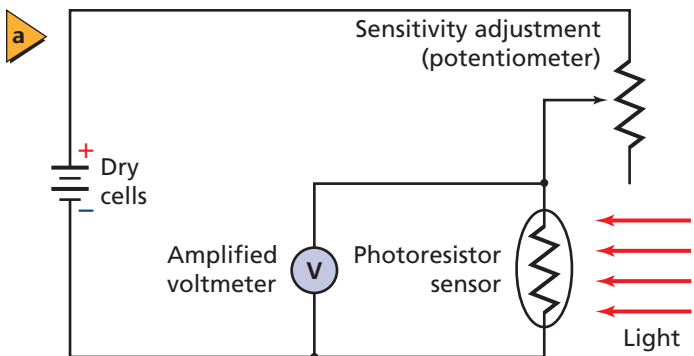 a
Sensitivity adjustment
(potentiometer)
+
Dry
cells
−
Amplified
voltmeter
V
Photoresistor
sensor
Light